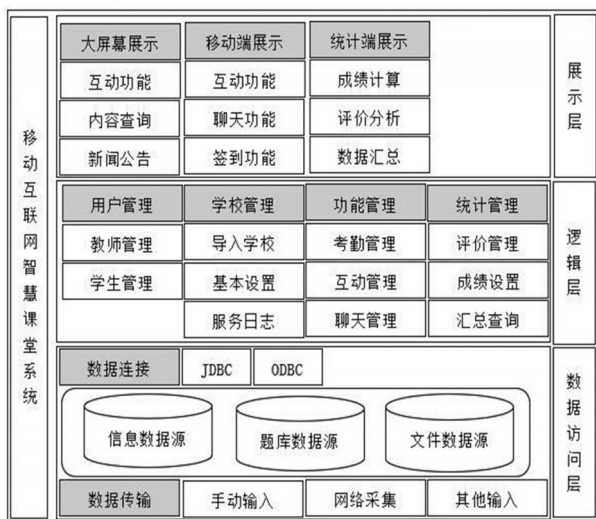 移动互联网智慧课堂系统
大屏幕展示 移动端展示 统计端展示
互动功能 互动功能 成绩计算
内容查询 聊天功能 评价分析
新闻公告 签到功能 数据汇总
展示层
用户管理 学校管理 功能管理 统计管理
教师管理 导入学校 考勤管理 评价管理
学生管理 基本设置 互动管理 成绩设置
服务日志 聊天管理 汇总查询
逻辑层
数据连接 JDBC ODBC
信息数据源 题库数据源 文件数据源
数据传输 手动输入 网络采集 其他输入
数据访问层